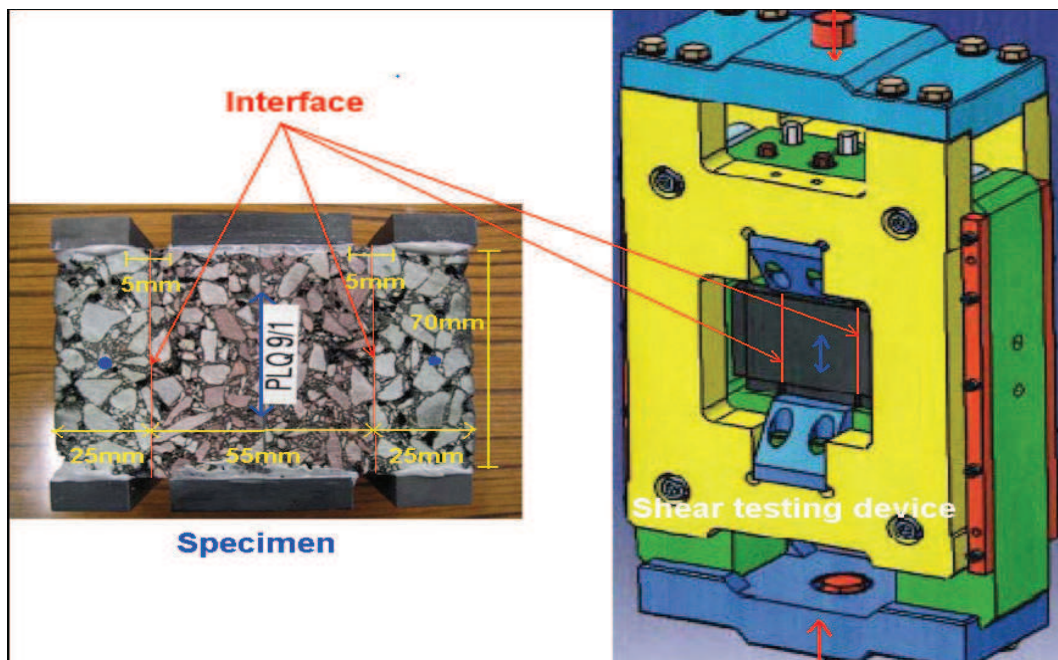 Interface
5mm
5mm
70mm
PLQ 9/1
25mm
55mm
25mm
Specimen
Shear testing device